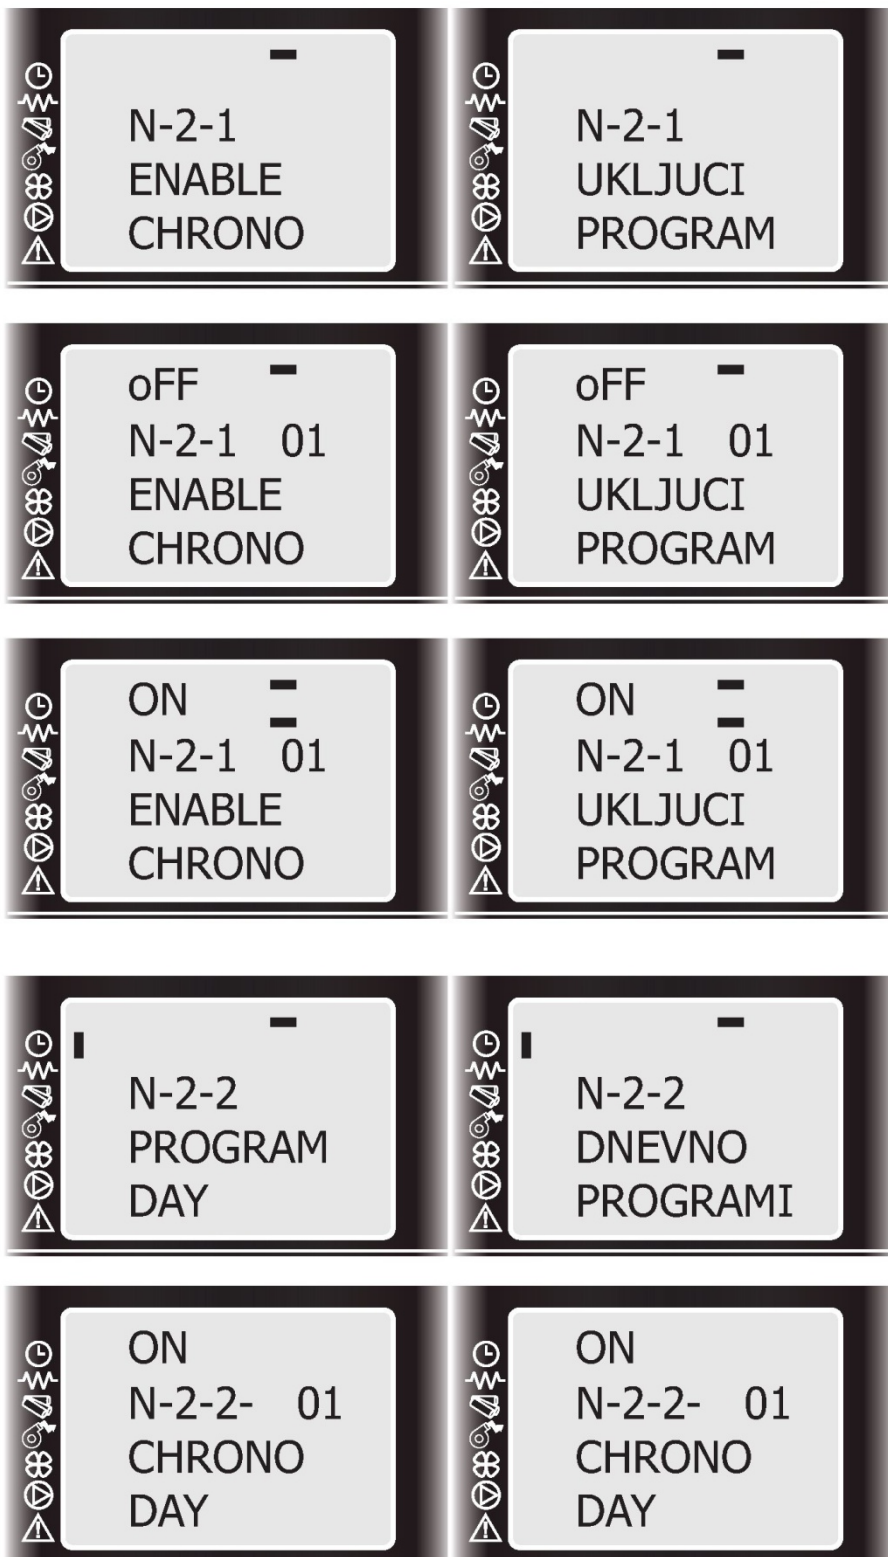 N-2-1
ENABLE
CHRONO
N-2-1
UKLJUCI
PROGRAM
oFF
N-2-1 01
ENABLE
CHRONO
oFF
N-2-1 01
UKLJUCI
PROGRAM
ON
N-2-1 01
ENABLE
CHRONO
ON
N-2-1 01
UKLJUCI
PROGRAM
N-2-2
PROGRAM
DAY
N-2-2
DNEVNO
PROGRAMI
ON
N-2-2- 01
CHRONO
DAY
ON
N-2-2- 01
CHRONO
DAY